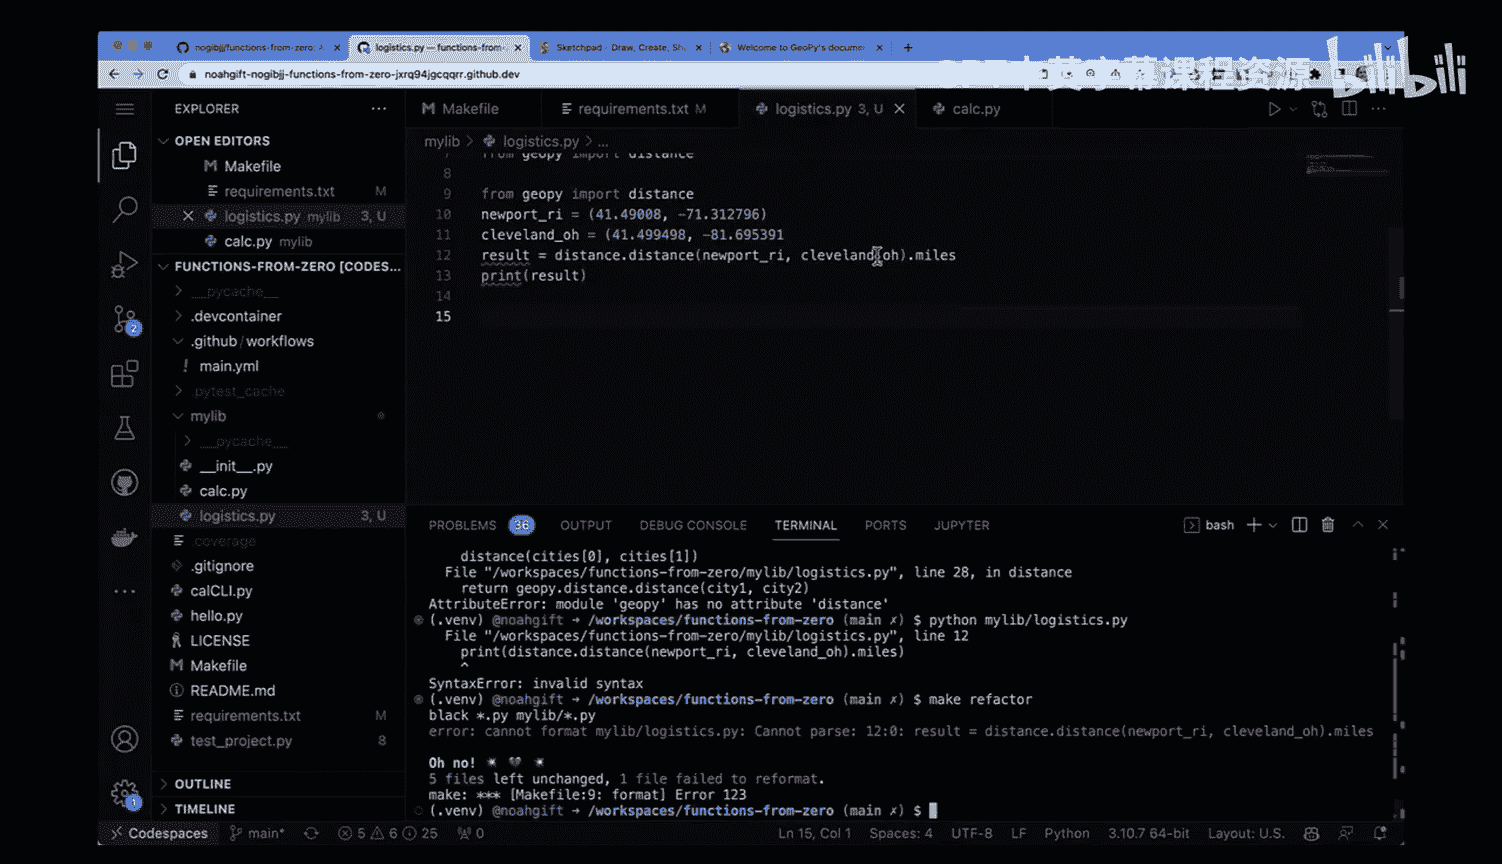 nogibjj/functions-from-zero: A
logistics.py — functions-from-
Sketchpad - Draw, Create, Sh
Welcome to GeoPy's docume
noahgift-nogibjj-functions-from-zero-jxrq94jgcqqrr.github.dev
bilibili
EXPLORER
Makefile
requirements.txt M
logistics.py 3, U
calc.py
mylib > logistics.py > ...
OPEN EDITORS
Makefile
requirements.txt M
logistics.py mylib 3, U
calc.py mylib
FUNCTIONS-FROM-ZERO [CODES...
__pycache__
.devcontainer
.github/workflows
main.yml
.pytest_cache
mylib
__pycache__
__init__.py
calc.py
logistics.py 3, U
.coverage
.gitignore
calCLI.py
hello.py
LICENSE
Makefile
README.md
requirements.txt M
test_project.py 8
OUTLINE
TIMELINE
7 from geopy import distance
8
9 from geopy import distance
10 newport_ri = (41.49008, -71.312796)
11 cleveland_oh = (41.499498, -81.695391
12 result = distance.distance(newport_ri, cleveland_oh).miles
13 print(result)
14
15
PROBLEMS 36 OUTPUT DEBUG CONSOLE TERMINAL PORTS JUPYTER bash
distance(cities[0], cities[1])
File "/workspaces/functions-from-zero/mylib/logistics.py", line 28, in distance
return geopy.distance.distance(city1, city2)
AttributeError: module 'geopy' has no attribute 'distance'
(.venv) @noahgift → /workspaces/functions-from-zero (main ✗) $ python mylib/logistics.py
File "/workspaces/functions-from-zero/mylib/logistics.py", line 12
print(distance.distance(newport_ri, cleveland_oh).miles)
^
SyntaxError: invalid syntax
(.venv) @noahgift → /workspaces/functions-from-zero (main ✗) $ make refactor
black *.py mylib/*.py
error: cannot format mylib/logistics.py: Cannot parse: 12:0: result = distance.distance(newport_ri, cleveland_oh).miles
Oh no! 💥 💔 💥
5 files left unchanged, 1 file failed to reformat.
make: *** [Makefile:9: format] Error 123
(.venv) @noahgift → /workspaces/functions-from-zero (main ✗) $
2
1
Codespaces main* 5 6 25 0 Ln 15, Col 1 Spaces: 4 UTF-8 LF Python 3.10.7 64-bit Layout: U.S.